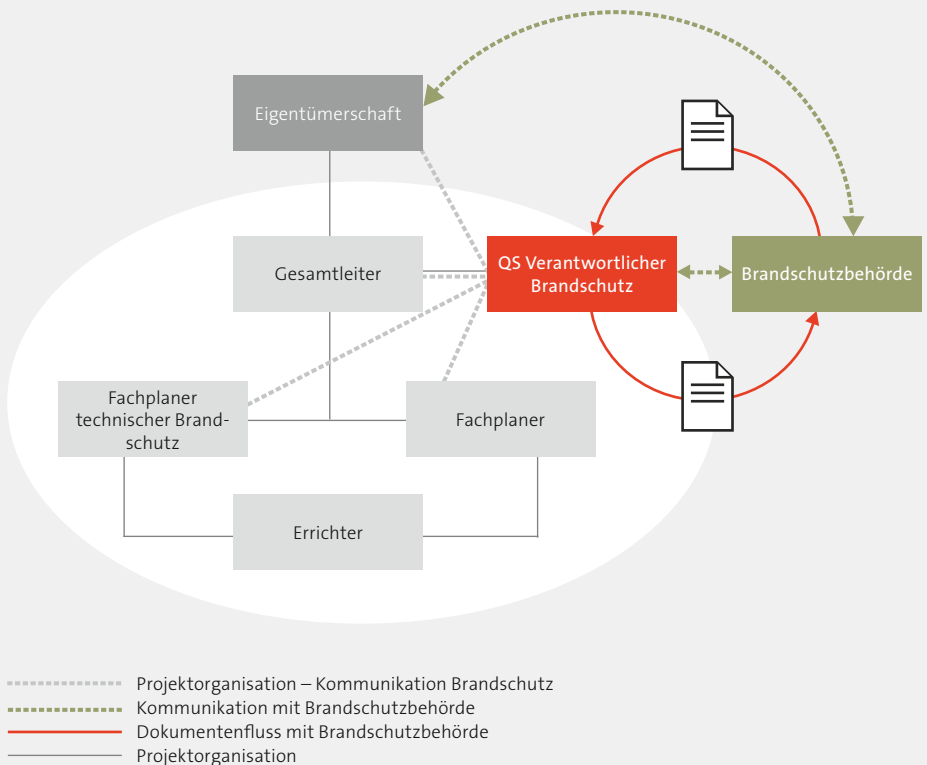 Eigentümerschaft
Gesamtleiter
QS Verantwortlicher
Brandschutz
Brandschutzbehörde
Fachplaner
technischer Brand-
schutz
Fachplaner
Errichter
Projektorganisation – Kommunikation Brandschutz
Kommunikation mit Brandschutzbehörde
Dokumentenfluss mit Brandschutzbehörde
Projektorganisation